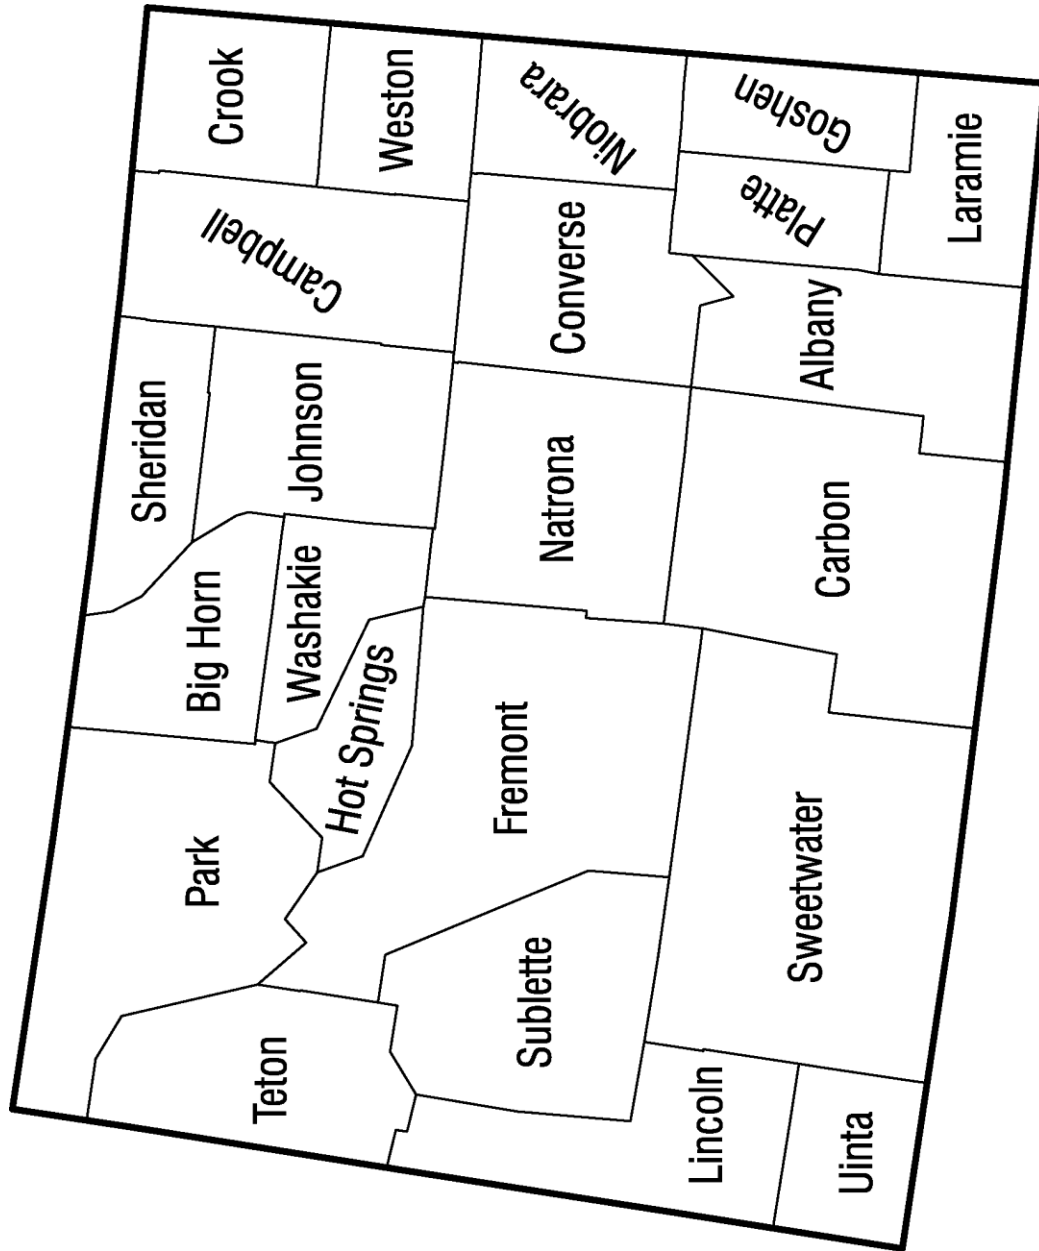 Park
Teton
Big Horn
Sheridan
Campbell
Crook
Johnson
Washakie
Hot Springs
Weston
Fremont
Natrona
Converse
Niobrara
Sublette
Lincoln
Sweetwater
Carbon
Albany
Platte
Goshen
Laramie
Uinta